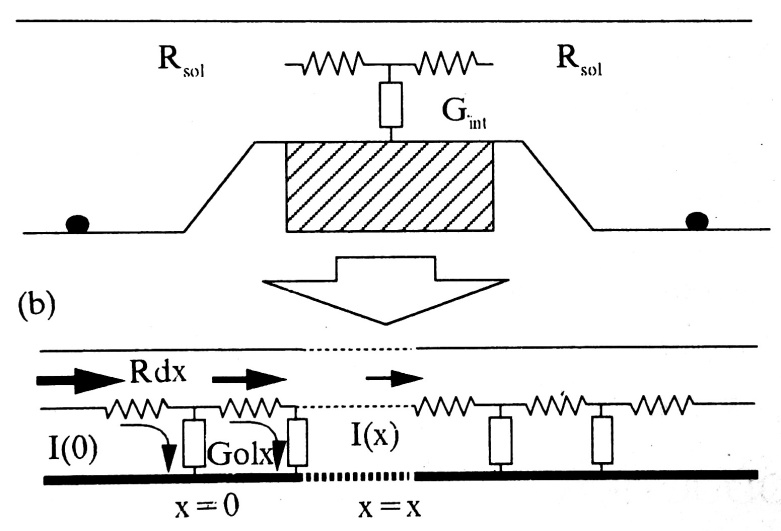 R_sol R_sol
G_int
(b)
Rdx
I(0) Golx I(x)
x=0 x=x